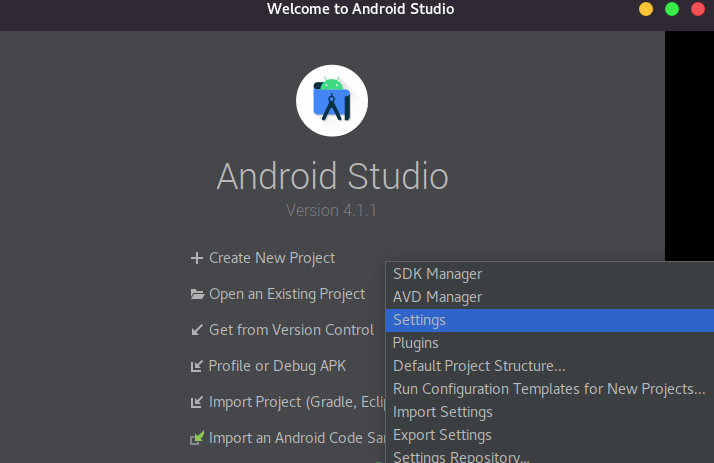 Welcome to Android Studio
Android Studio
Version 4.1.1
Create New Project
Open an Existing Project
Get from Version Control
Profile or Debug APK
Import Project (Gradle,
Import an Android Code
SDK Manager
AVD Manager
Settings
Plugins
Default Project Structure...
Run Configuration Templates for New Projects...
Import Settings
Export Settings
Settings Repository...